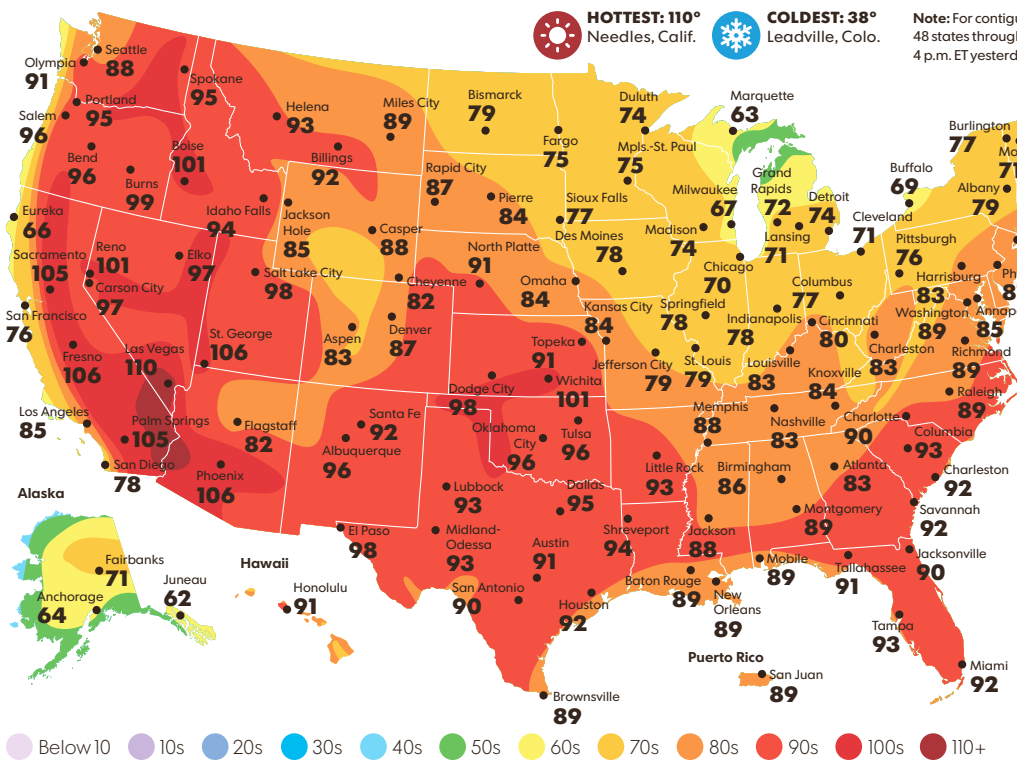 HOTTEST: 110°
Needles, Calif.
COLDEST: 38°
Leadville, Colo.
Note: For contigu
48 states through
4 p.m. ET yesterd
Seattle
88
Olympia
91
Spokane
95
Portland
95
Salem
96
Helena
93
Miles City
89
Bismarck
79
Duluth
74
Marquette
63
Burlington
77
Mo
71
Bend
96
Boise
101
Burns
99
Billings
92
Rapid City
87
Fargo
75
Mpls.-St. Paul
75
Grand
Rapids
72
Buffalo
69
Albany
79
Eureka
66
Idaho Falls
94
Jackson
Hole
85
Casper
88
Pierre
84
Sioux Falls
77
Milwaukee
67
Detroit
74
Lansing
71
Cleveland
71
Sacramento
105
Reno
101
Carson City
97
Elko
97
Salt Lake City
98
Cheyenne
82
North Platte
91
Des Moines
78
Madison
74
Chicago
70
Pittsburgh
76
Harrisburg
83
Ph
8
San Francisco
76
Fresno
106
Las Vegas
110
St. George
106
Aspen
83
Denver
87
Omaha
84
Kansas City
84
Springfield
78
Indianapolis
78
Columbus
77
Cincinnati
80
Washington
89
Annap
85
Topeka
91
Jefferson City
79
St. Louis
79
Louisville
83
Charleston
83
Richmond
89
Los Angeles
85
Palm Springs
105
San Diego
78
Flagstaff
82
Phoenix
106
Santa Fe
92
Albuquerque
96
Dodge City
98
Wichita
101
Oklahoma
City
96
Tulsa
96
Memphis
88
Knoxville
84
Nashville
83
Charlotte
90
Raleigh
89
Columbia
93
Lubbock
93
Dallas
95
Little Rock
93
Birmingham
86
Atlanta
83
Charleston
92
El Paso
98
Midland-
Odessa
93
Austin
91
Shreveport
94
Jackson
88
Montgomery
89
Savannah
92
San Antonio
90
Houston
92
Baton Rouge
89
New
Orleans
89
Mobile
89
Tallahassee
91
Jacksonville
90
Tampa
93
Miami
92
Brownsville
89
Alaska
Fairbanks
71
Anchorage
64
Juneau
62
Hawaii
Honolulu
91
Puerto Rico
San Juan
89
Below 10
10s
20s
30s
40s
50s
60s
70s
80s
90s
100s
110+